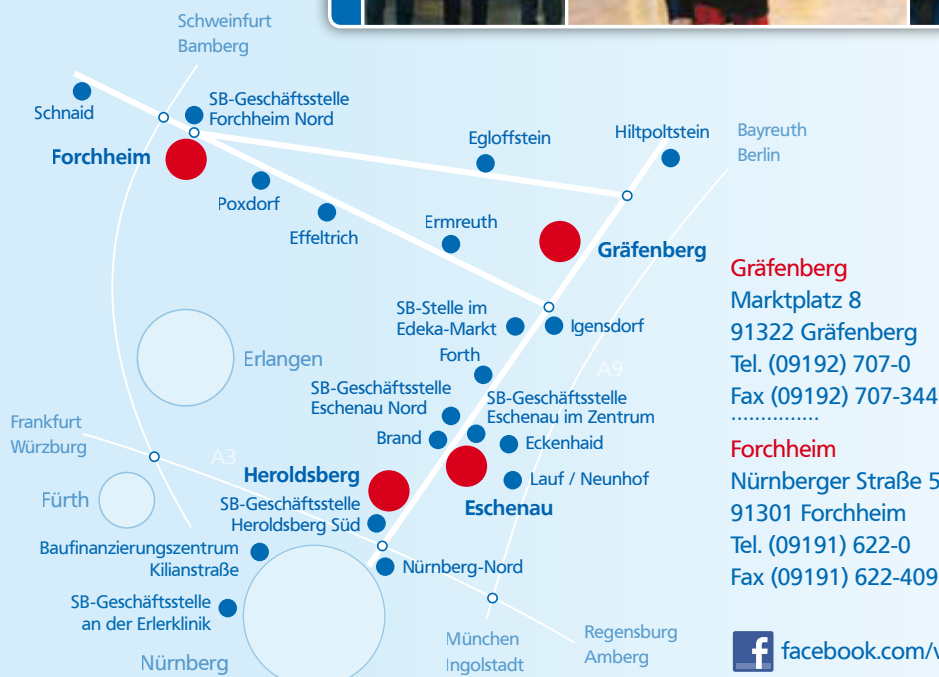 Schweinfurt
Bamberg
SB-Geschäftsstelle
Forchheim Nord
Schnaid
Forchheim
Egloffstein
Hiltpoltstein
Bayreuth
Berlin
Poxdorf
Effeltrich
Ermreuth
Gräfenberg
SB-Stelle im
Edeka-Markt
Igensdorf
Erlangen
Forth
A9
SB-Geschäftsstelle
Eschenau Nord
SB-Geschäftsstelle
Eschenau im Zentrum
Brand
Eckenhaid
Frankfurt
Würzburg
A3
Heroldsberg
Lauf / Neunhof
Eschenau
Fürth
SB-Geschäftsstelle
Heroldsberg Süd
Baufinanzierungszentrum
Kilianstraße
Nürnberg-Nord
SB-Geschäftsstelle
an der Erlerklinik
Nürnberg
München
Ingolstadt
Regensburg
Amberg
Gräfenberg
Marktplatz 8
91322 Gräfenberg
Tel. (09192) 707-0
Fax (09192) 707-344
Forchheim
Nürnberger Straße 5
91301 Forchheim
Tel. (09191) 622-0
Fax (09191) 622-409
f facebook.com/v